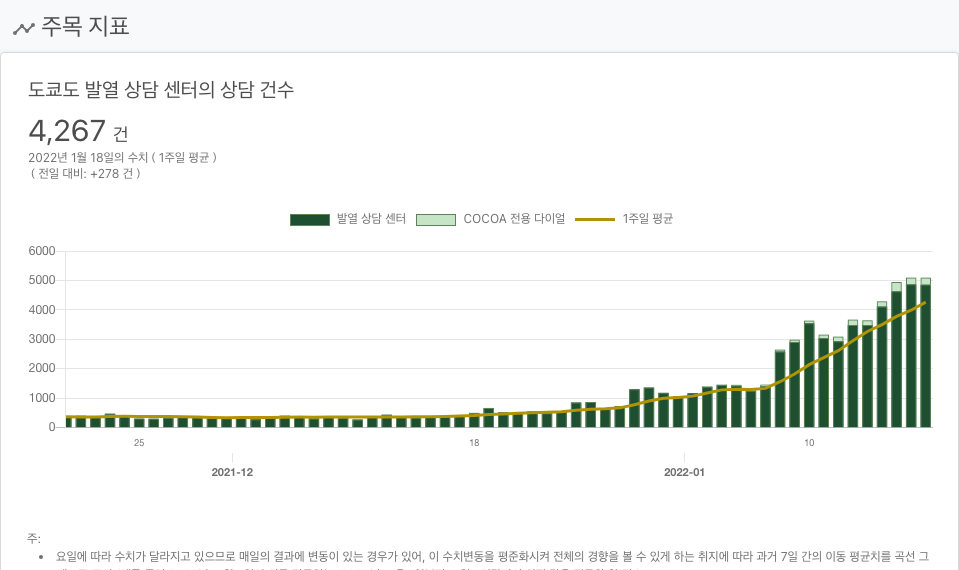 주목 지표
도쿄도 발열 상담 센터의 상담 건수
4,267 건
2022년 1월 18일의 수치 ( 1주일 평균 )
( 전일 대비: +278 건 )
발열 상담 센터 COCOA 전용 다이얼 1주일 평균
6000
5000
4000
3000
2000
1000
0
25 18 10
2021-12 2022-01
주:
• 요일에 따라 수치가 달라지고 있으므로 매일의 결과에 변동이 있는 경우가 있어, 이 수치변동을 평준화시켜 전체의 경향을 볼 수 있게 하는 취지에 따라 과거 7일 간의 이동 평균치를 곡선 그